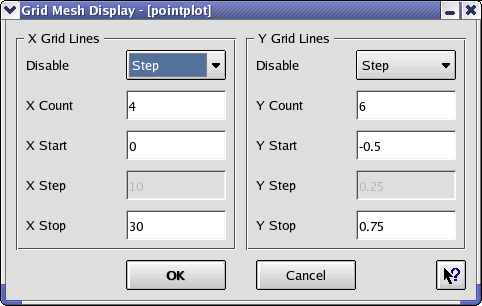 Grid Mesh Display - [pointplot]
X Grid Lines
Disable Step
X Count 4
X Start 0
X Step 10
X Stop 30
Y Grid Lines
Disable Step
Y Count 6
Y Start -0.5
Y Step 0.25
Y Stop 0.75
OK Cancel ?